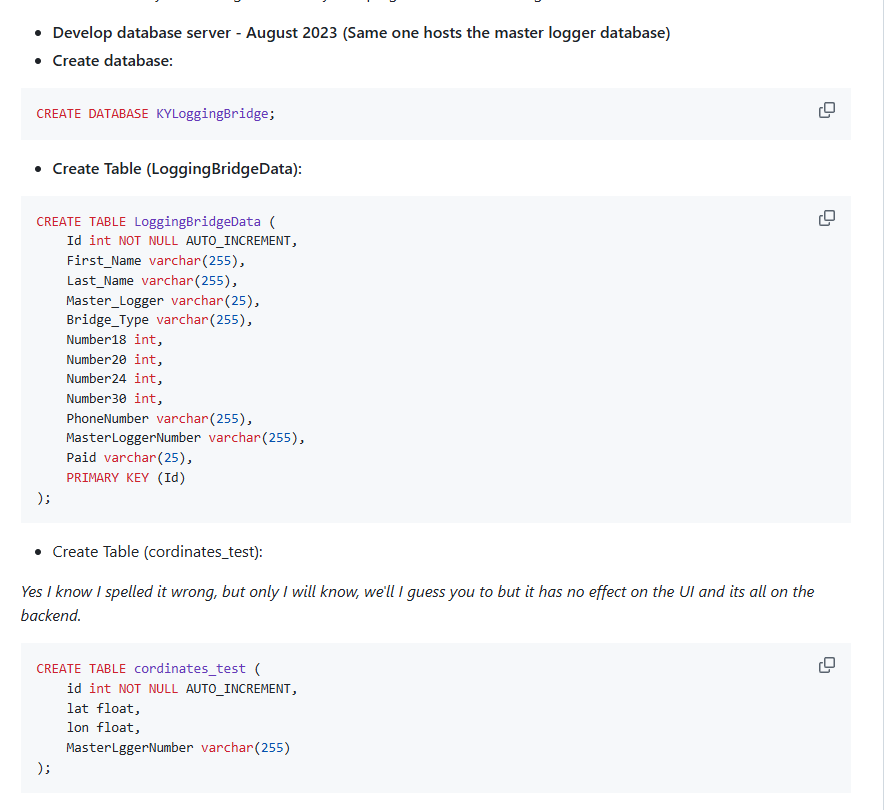 Develop database server - August 2023 (Same one hosts the master logger database)
Create database:
CREATE DATABASE KYLoggingBridge;
Create Table (LoggingBridgeData):
CREATE TABLE LoggingBridgeData (
Id int NOT NULL AUTO_INCREMENT,
First_Name varchar(255),
Last_Name varchar(255),
Master_Logger varchar(25),
Bridge_Type varchar(255),
Number18 int,
Number20 int,
Number24 int,
Number30 int,
PhoneNumber varchar(255),
MasterLoggerNumber varchar(255),
Paid varchar(25),
PRIMARY KEY (Id)
);
Create Table (cordinates_test):
Yes I know I spelled it wrong, but only I will know, we'll I guess you to but it has no effect on the UI and its all on the
backend.
CREATE TABLE cordinates_test (
id int NOT NULL AUTO_INCREMENT,
lat float,
lon float,
MasterLggerNumber varchar(255)
);